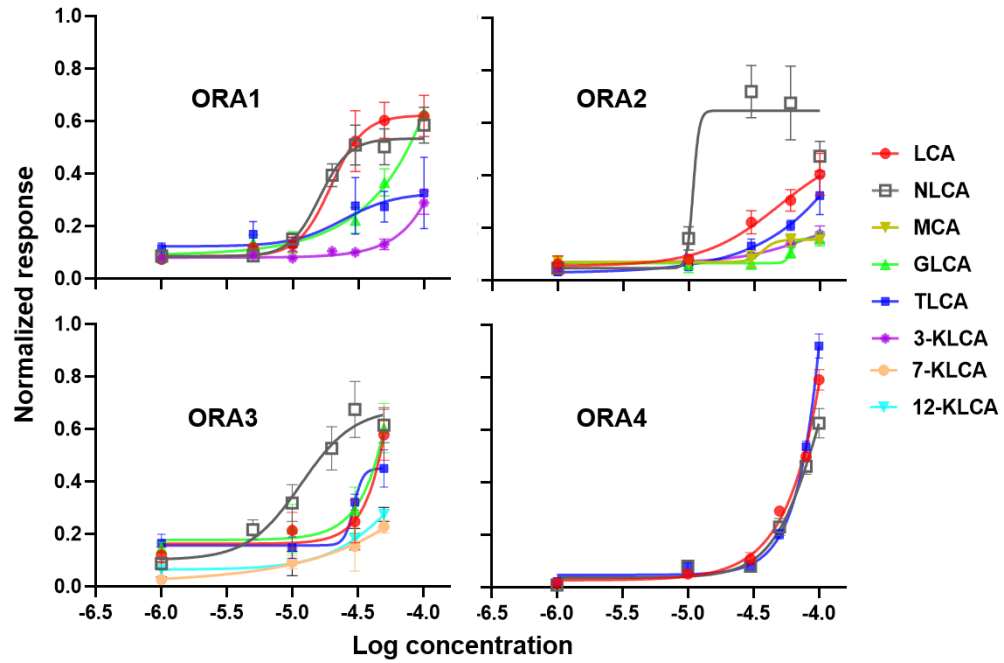 Normalized response
1.0
0.8
0.6
0.4
0.2
0.0
ORA1
ORA2
1.0
0.8
0.6
0.4
0.2
0.0
ORA3
ORA4
-6.5 -6.0 -5.5 -5.0 -4.5 -4.0
-6.5 -6.0 -5.5 -5.0 -4.5 -4.0
Log concentration
LCA
NLCA
MCA
GLCA
TLCA
3-KLCA
7-KLCA
12-KLCA